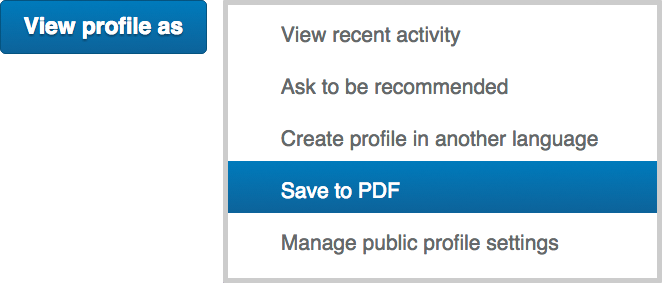 View profile as
View recent activity
Ask to be recommended
Create profile in another language
Save to PDF
Manage public profile settings